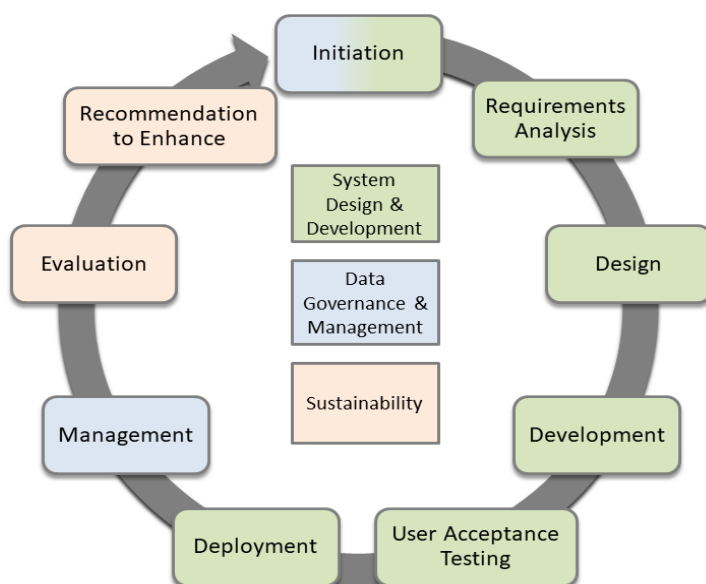 Initiation
Requirements
Analysis
Design
Development
User Acceptance
Testing
Deployment
Management
Evaluation
Recommendation
to Enhance
System
Design &
Development
Data
Governance &
Management
Sustainability